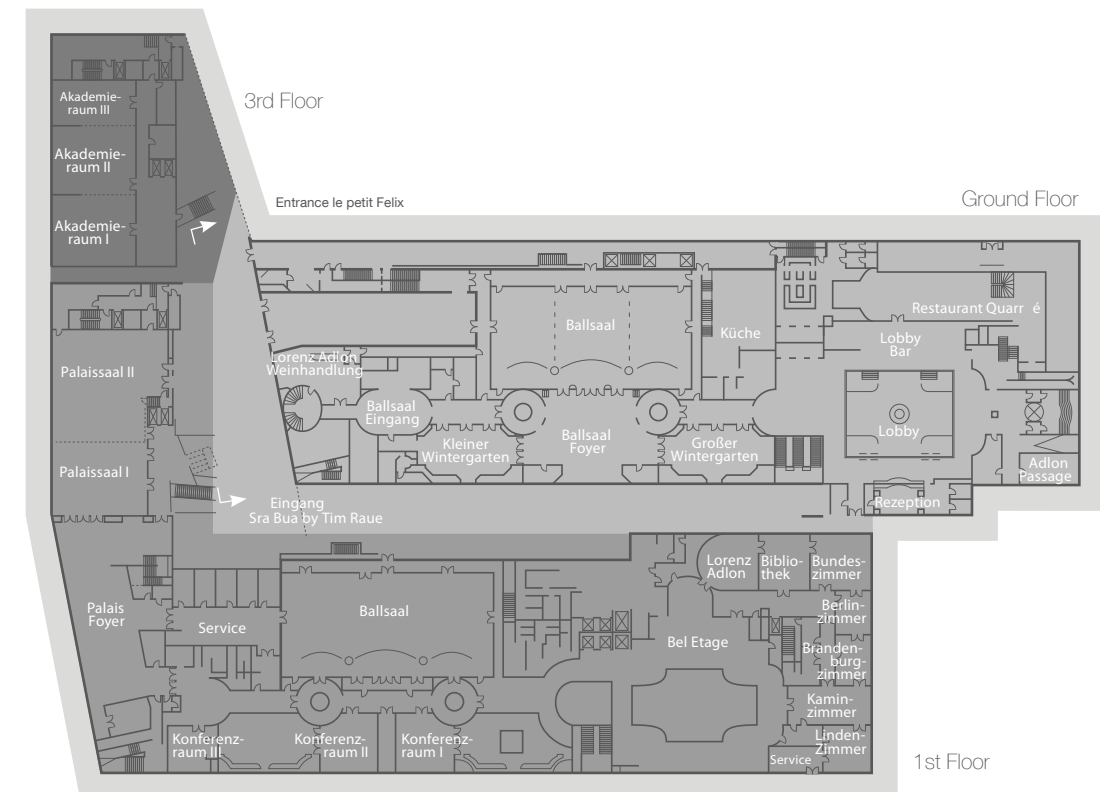 3rd Floor
Akademie-
raum III
Akademie-
raum II
Akademie-
raum I
Entrance le petit Felix
Ground Floor
Restaurant Quarr é
Ballsaal
Küche
Lobby
Bar
Lorenz Adlon
Weinhandlung
Palaissaal II
Ballsaal
Eingang
Lobby
Kleiner
Wintergarten
Ballsaal
Foyer
Großer
Wintergarten
Palaissaal I
Adlon
Passage
Eingang
Sra Bua by Tim Raue
Rezeption
Lorenz
Adlon
Biblio-
thek
Bundes-
zimmer
Palais
Foyer
Service
Ballsaal
Bel Etage
Berlin-
zimmer
Branden-
burg-
zimmer
Kamin-
zimmer
Konferenz-
raum III
Konferenz-
raum II
Konferenz-
raum I
Linden-
Zimmer
Service
1st Floor